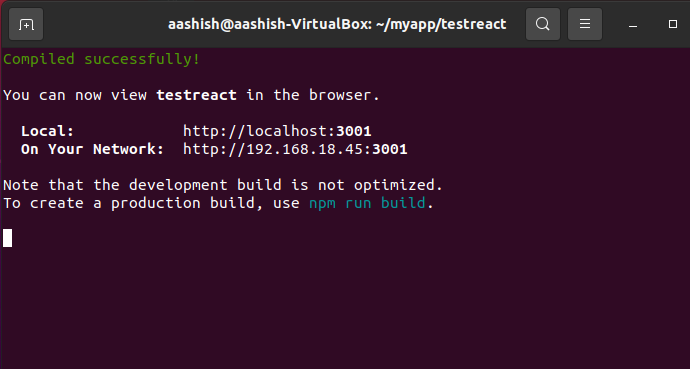 aashish@aashish-VirtualBox: ~/myapp/testreact
Compiled successfully!
You can now view testreact in the browser.
Local: http://localhost:3001
On Your Network: http://192.168.18.45:3001
Note that the development build is not optimized.
To create a production build, use npm run build.